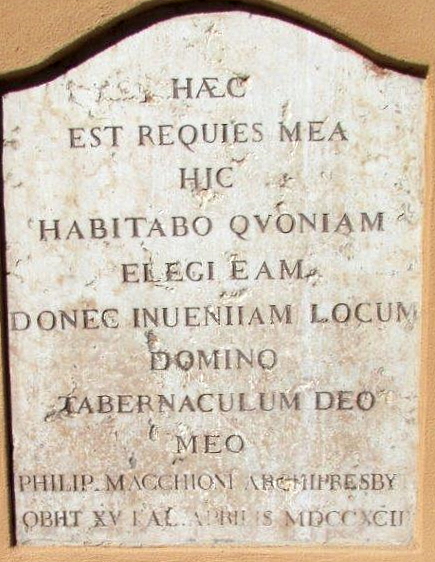 HÆC
EST REQUIES MEA
HIC
HABITABO QVONIAM
ELEGI EAM
DONEC INUENIIAM LOCUM
DOMINO
TABERNACULUM DEO
MEO
PHILIP. MACCHIONI ARCHIPRESBY
OBIIT XV KAL. APRILIS MDCCXCII